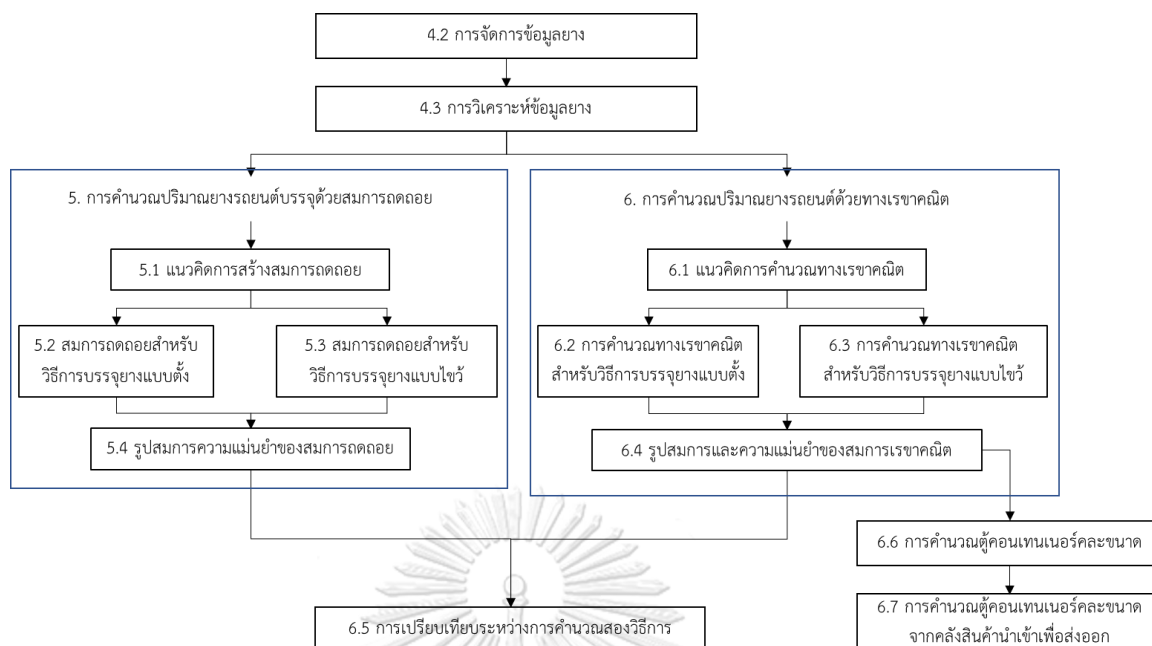 4.2 การจัดการข้อมูลยาง
4.3 การวิเคราะห์ข้อมูลยาง
5. การคำนวณปริมาณยางรถยนต์บรรจุด้วยสมการถดถอย
5.1 แนวคิดการสร้างสมการถดถอย
5.2 สมการถดถอยสำหรับ
วิธีการบรรจุยางแบบตั้ง
5.3 สมการถดถอยสำหรับ
วิธีการบรรจุยางแบบไขว้
5.4 รูปสมการความแม่นยำของสมการถดถอย
6. การคำนวณปริมาณยางรถยนต์ด้วยทางเรขาคณิต
6.1 แนวคิดการคำนวณทางเรขาคณิต
6.2 การคำนวณทางเรขาคณิต
สำหรับวิธีการบรรจุยางแบบตั้ง
6.3 การคำนวณทางเรขาคณิต
สำหรับวิธีการบรรจุยางแบบไขว้
6.4 รูปสมการและความแม่นยำของสมการเรขาคณิต
6.5 การเปรียบเทียบระหว่างการคำนวณสองวิธีการ
6.6 การคำนวณตู้คอนเทนเนอร์คละขนาด
6.7 การคำนวณตู้คอนเทนเนอร์คละขนาด
จากคลังสินค้านำเข้าเพื่อส่งออก